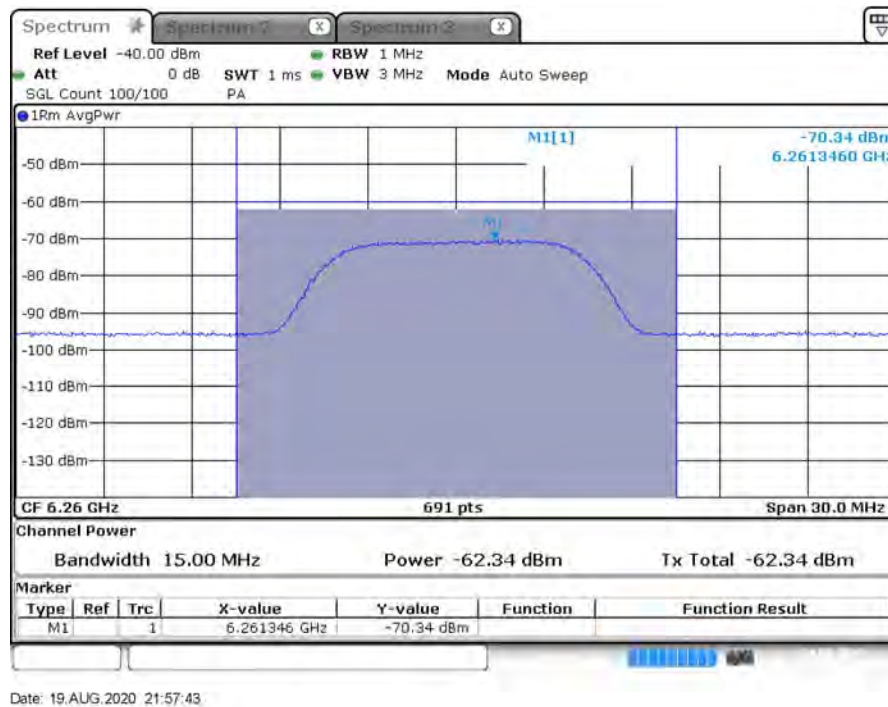 Spectrum Spectrum 2 X Spectrum 3 X
Ref Level -40.00 dBm RBW 1 MHz
Att 0 dB SWT 1 ms VBW 3 MHz Mode Auto Sweep
SGL Count 100/100 PA
1Rm AvgPwr
M1[1] -70.34 dBm
6.2613460 GHz
-50 dBm
-60 dBm
M1
-70 dBm
-80 dBm
-90 dBm
-100 dBm
-110 dBm
-120 dBm
-130 dBm
CF 6.26 GHz 691 pts Span 30.0 MHz
Channel Power
Bandwidth 15.00 MHz Power -62.34 dBm Tx Total -62.34 dBm
Marker
Type Ref Trc X-value Y-value Function Function Result
M1 1 6.261346 GHz -70.34 dBm
Date: 19.AUG.2020 21:57:43